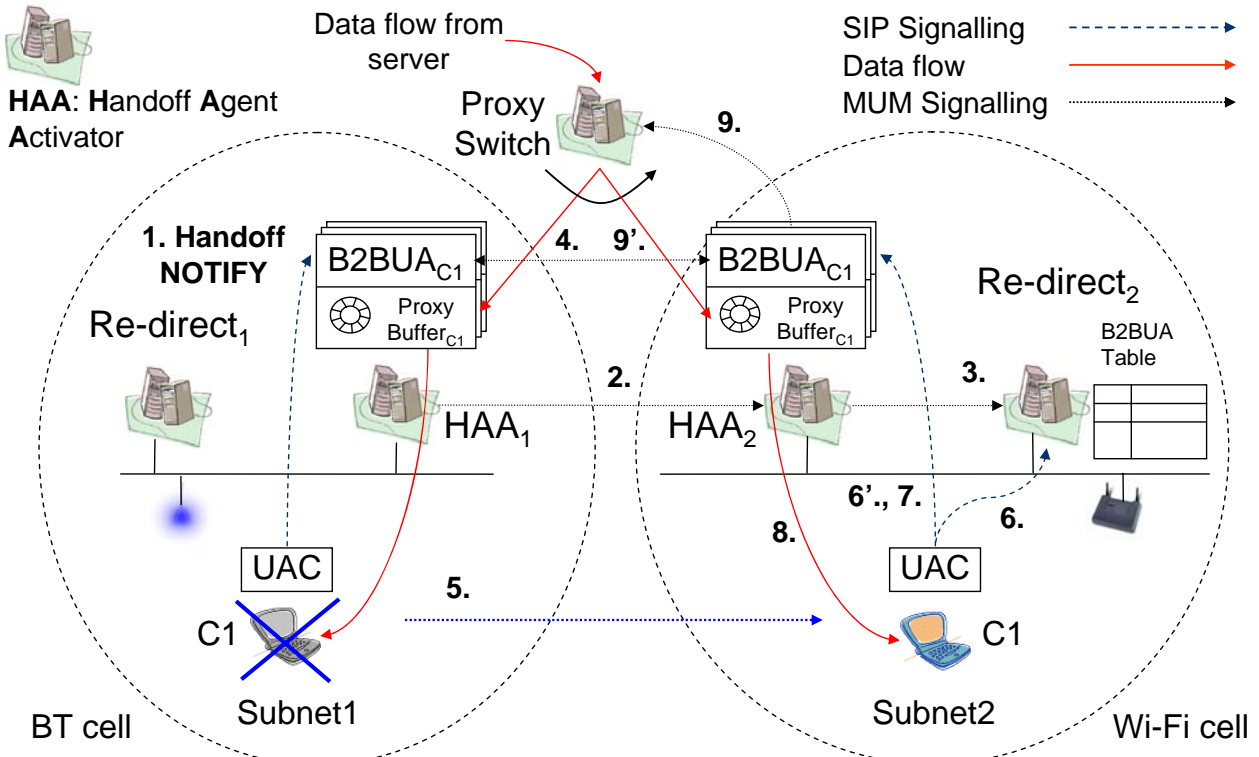 HAA: Handoff Agent
Activator
Data flow from
server
Proxy
Switch
SIP Signalling
Data flow
MUM Signalling
9.
1. Handoff
NOTIFY
4.
9’.
B2BUAC1
Proxy
BufferC1
B2BUAC1
Proxy
BufferC1
Re-direct1
Re-direct2
B2BUA
Table
2.
3.
HAA1
HAA2
6’., 7.
6.
8.
UAC
UAC
5.
C1
C1
Subnet1
Subnet2
BT cell
Wi-Fi cell